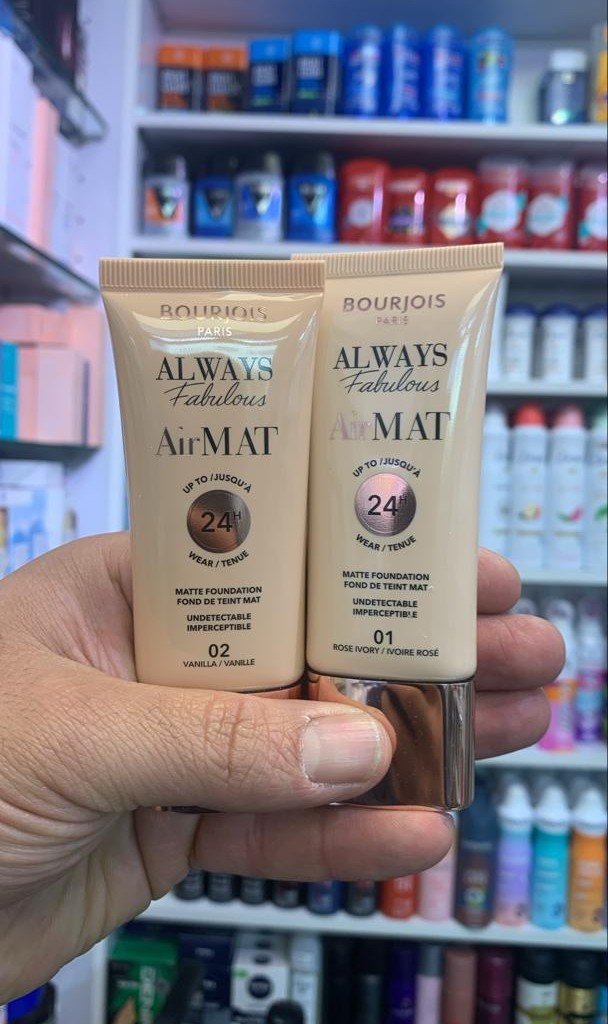 BOURJOIS
PARIS
ALWAYS
Fabulous
AirMAT
UP TO / JUSQU'À
24H
WEAR / TENUE
MATTE FOUNDATION
FOND DE TEINT MAT
UNDETECTABLE
IMPERCEPTIBLE
02
VANILLA / VANILLE
BOURJOIS
PARIS
ALWAYS
Fabulous
AirMAT
UP TO / JUSQU'À
24H
WEAR / TENUE
MATTE FOUNDATION
FOND DE TEINT MAT
UNDETECTABLE
IMPERCEPTIBLE
01
ROSE IVORY / IVOIRE ROSÉ